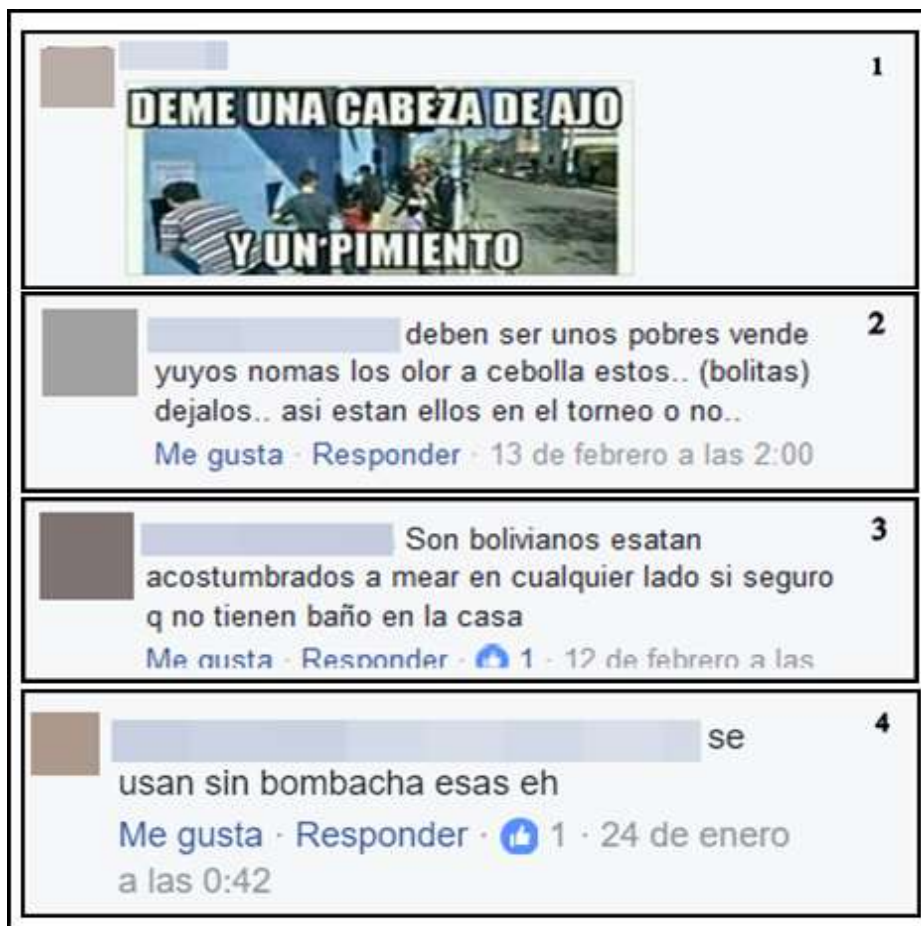 1
DEME UNA CABEZA DE AJO
Y UN PIMIENTO
2
deben ser unos pobres vende
yuyos nomas los olor a cebolla estos.. (bolitas)
dejalos.. asi estan ellos en el torneo o no..
Me gusta · Responder · 13 de febrero a las 2:00
3
Son bolivianos esatan
acostumbrados a mear en cualquier lado si seguro
q no tienen baño en la casa
Me gusta · Responder · 1 · 12 de febrero a las
4
se
usan sin bombacha esas eh
Me gusta · Responder · 1 · 24 de enero
a las 0:42